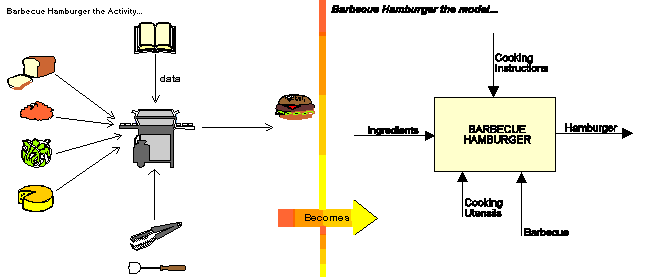 Barbecue Hamburger the Activity...
data
Barbecue Hamburger the model...
Cooking
Instructions
Ingredients
BARBECUE
HAMBURGER
Hamburger
Cooking
Utensils
Barbecue
Becomes